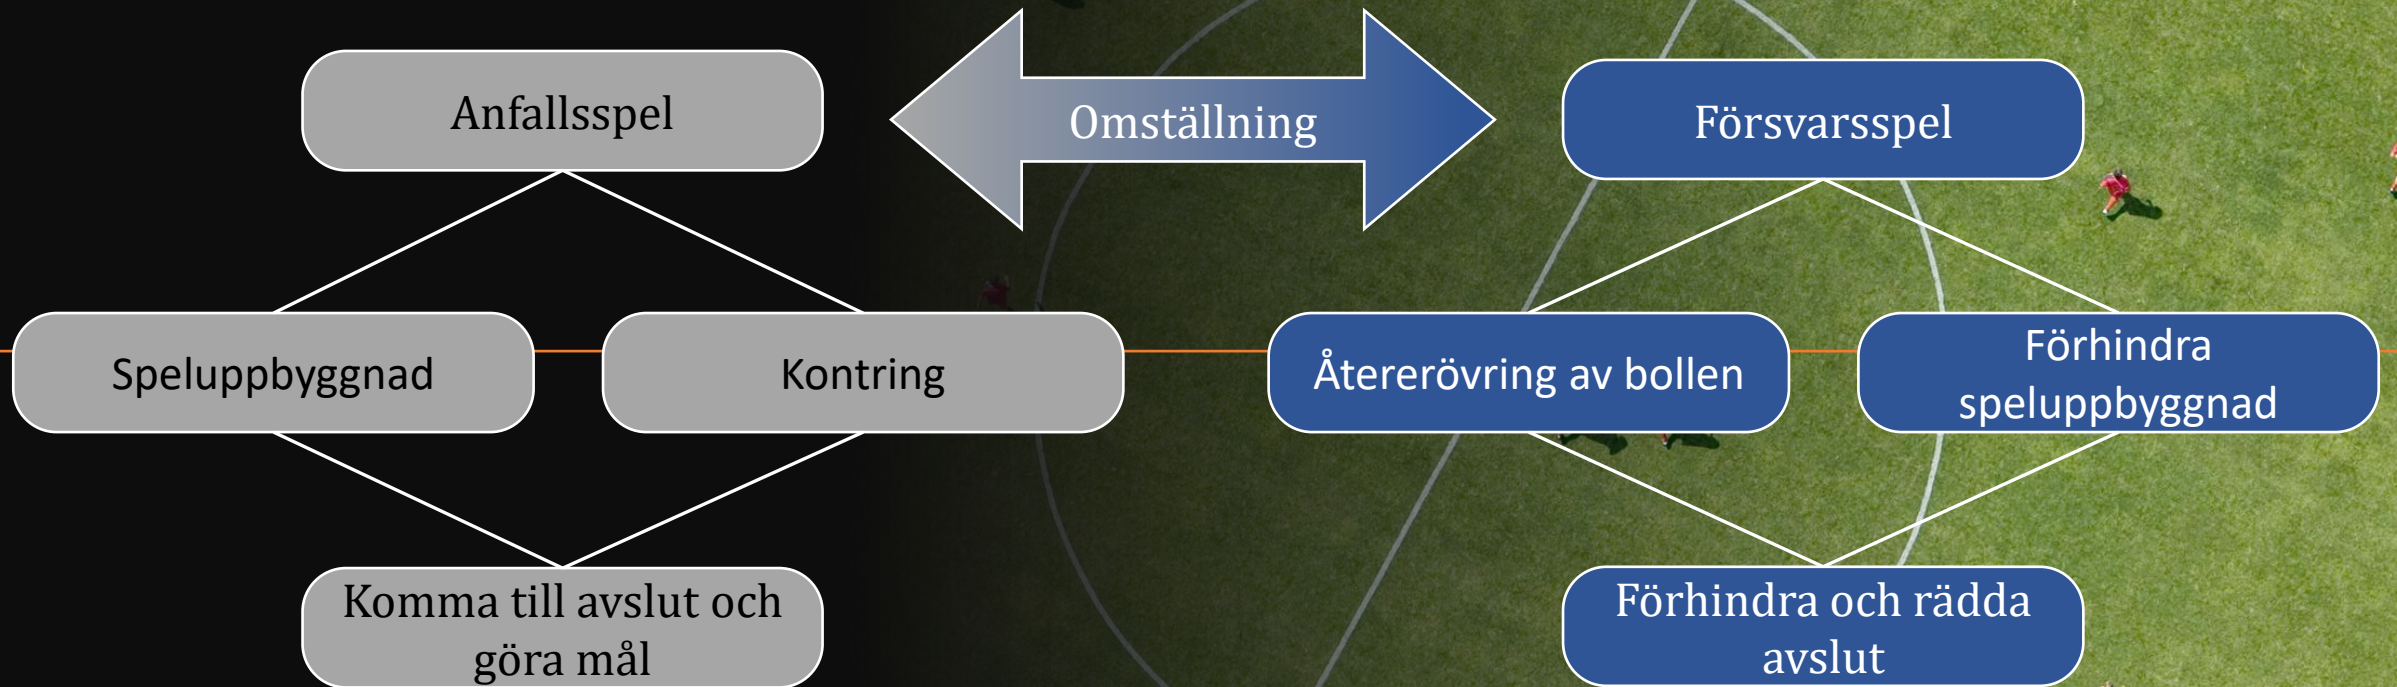 Anfallsspel
Omställning
Försvarsspel
Speluppbyggnad
Kontring
Återerövring av bollen
Förhindra
speluppbyggnad
Komma till avslut och
göra mål
Förhindra och rädda
avslut